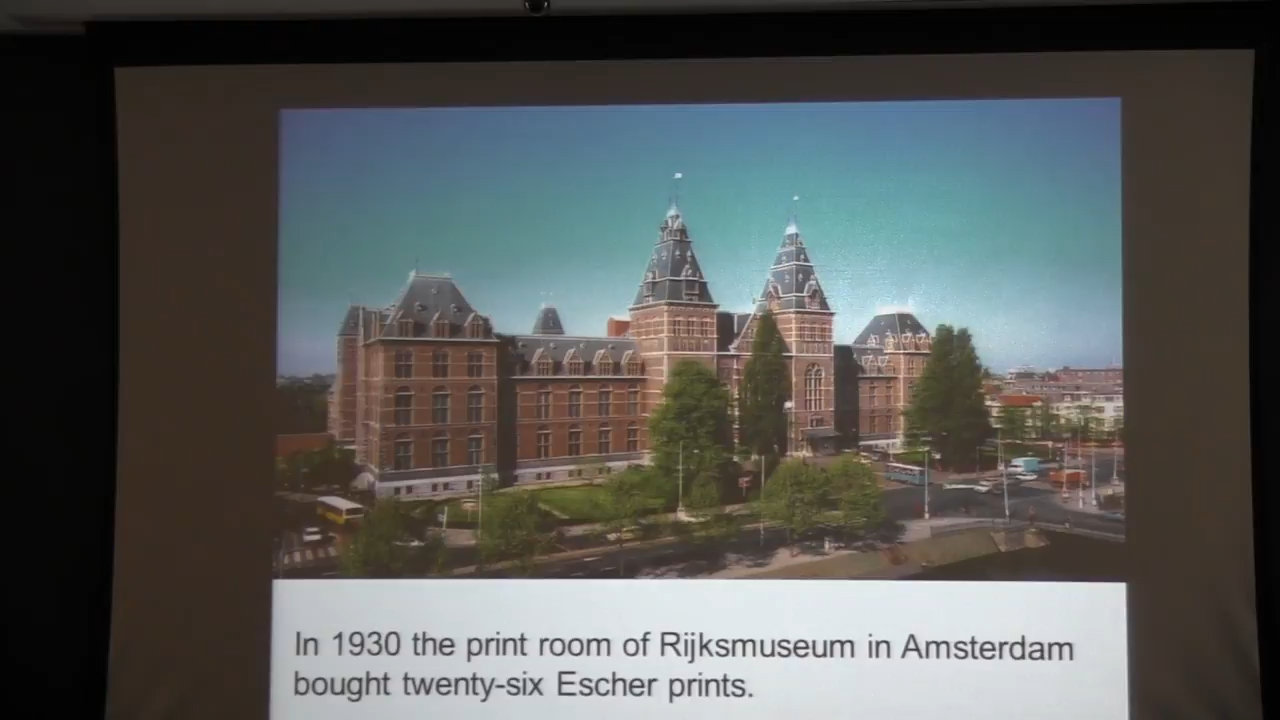 In 1930 the print room of Rijksmuseum in Amsterdam
bought twenty-six Escher prints.